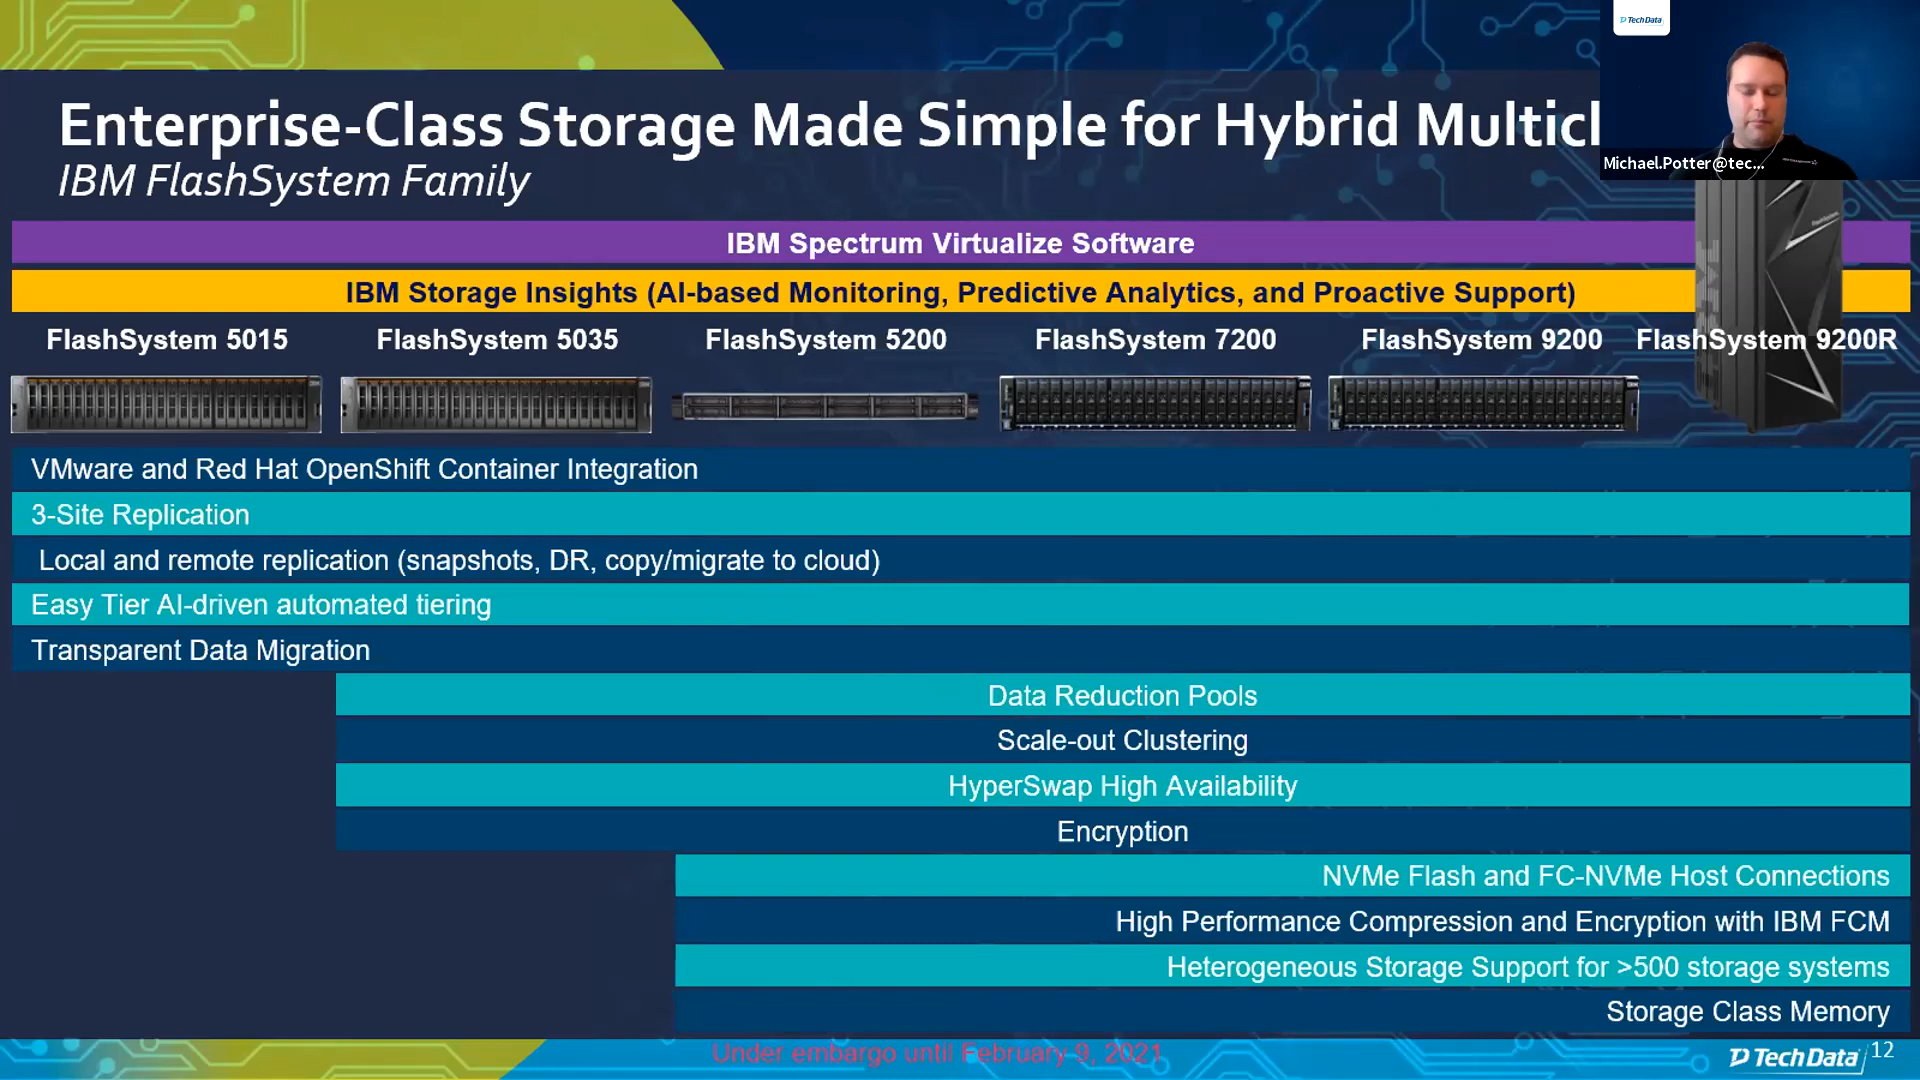 Tech Data
Enterprise-Class Storage Made Simple for Hybrid Multicl
IBM FlashSystem Family
Michael.Potter@tec...
IBM Spectrum Virtualize Software
IBM Storage Insights (AI-based Monitoring, Predictive Analytics, and Proactive Support)
FlashSystem 5015
FlashSystem 5035
FlashSystem 5200
FlashSystem 7200
FlashSystem 9200
FlashSystem 9200R
VMware and Red Hat OpenShift Container Integration
3-Site Replication
Local and remote replication (snapshots, DR, copy/migrate to cloud)
Easy Tier AI-driven automated tiering
Transparent Data Migration
Data Reduction Pools
Scale-out Clustering
HyperSwap High Availability
Encryption
NVMe Flash and FC-NVMe Host Connections
High Performance Compression and Encryption with IBM FCM
Heterogeneous Storage Support for >500 storage systems
Storage Class Memory
Under embargo until February 9, 2021
Tech Data
12